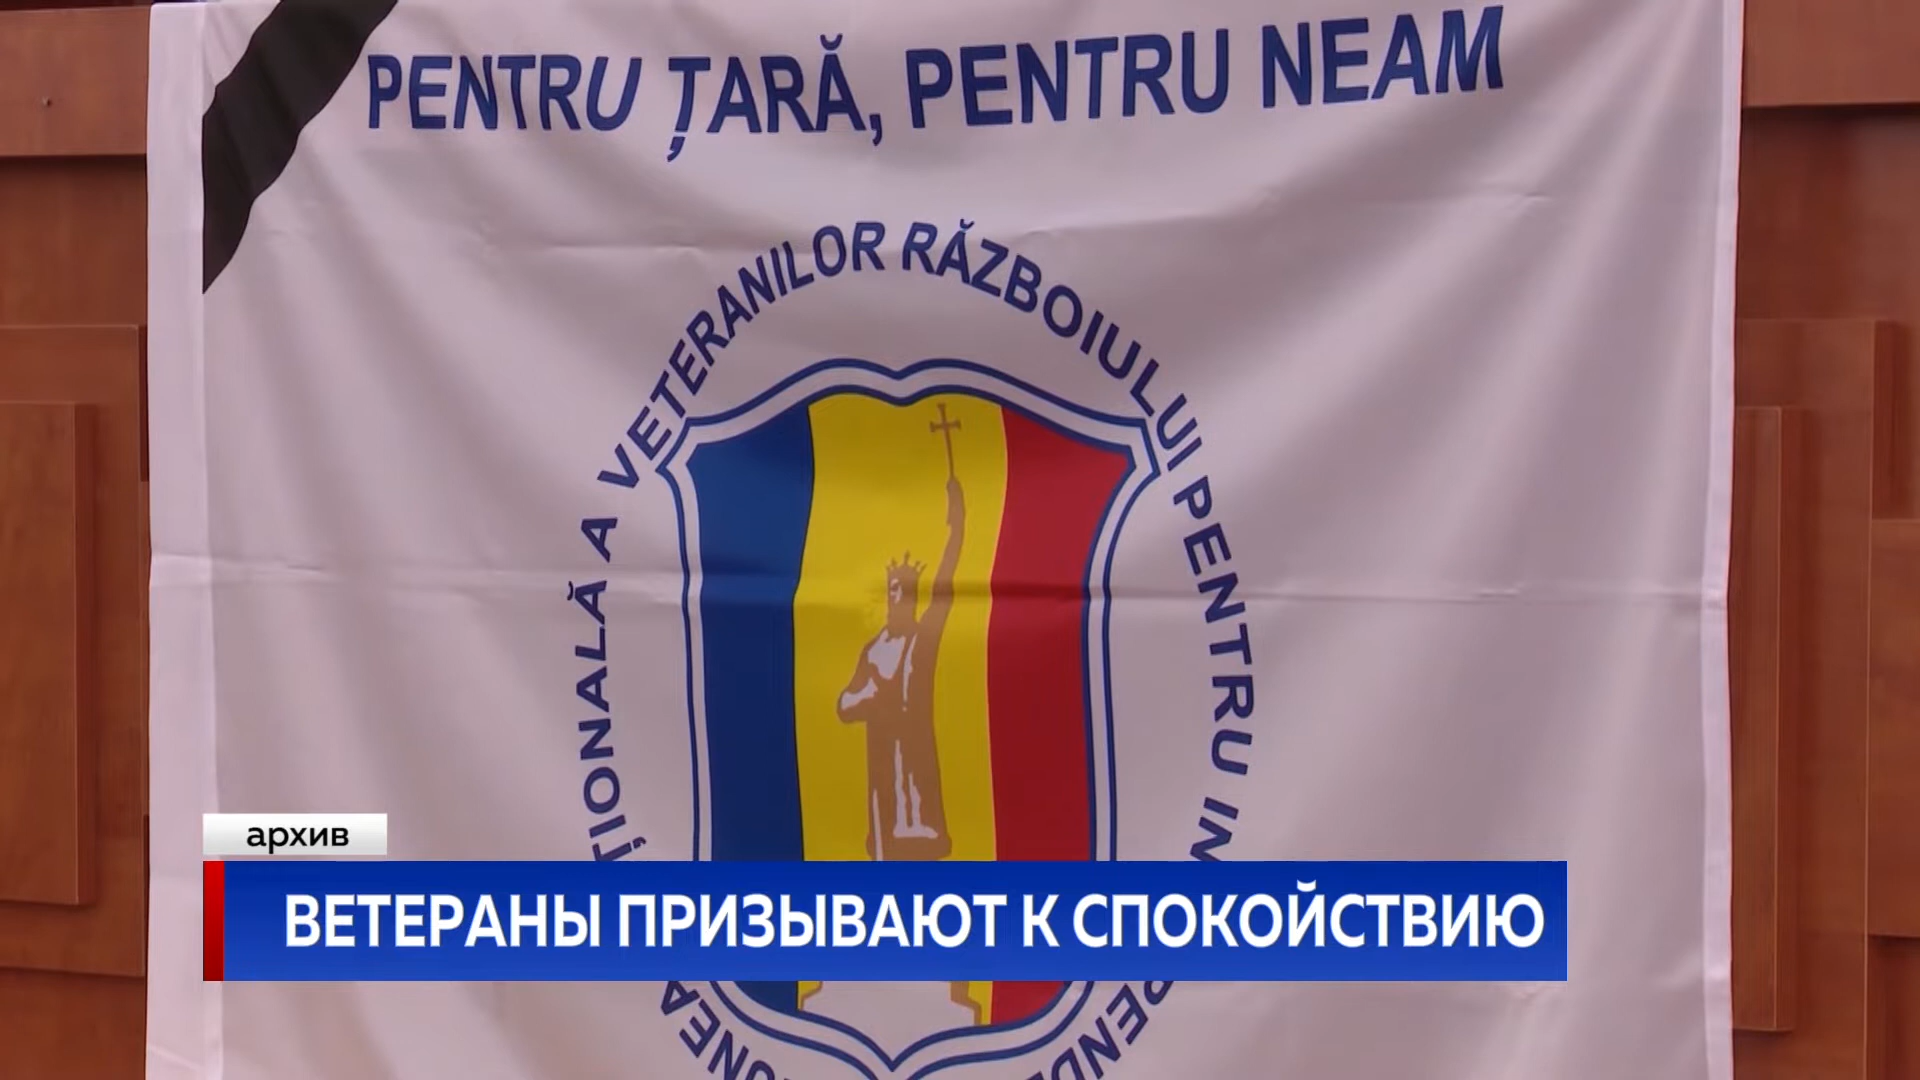 PENTRU ȚARĂ, PENTRU NEAM
ȚIONALĂ A VETERANILOR RĂZBOIULUI PENTRU IN
архив
ВЕТЕРАНЫ ПРИЗЫВАЮТ К СПОКОЙСТВИЮ